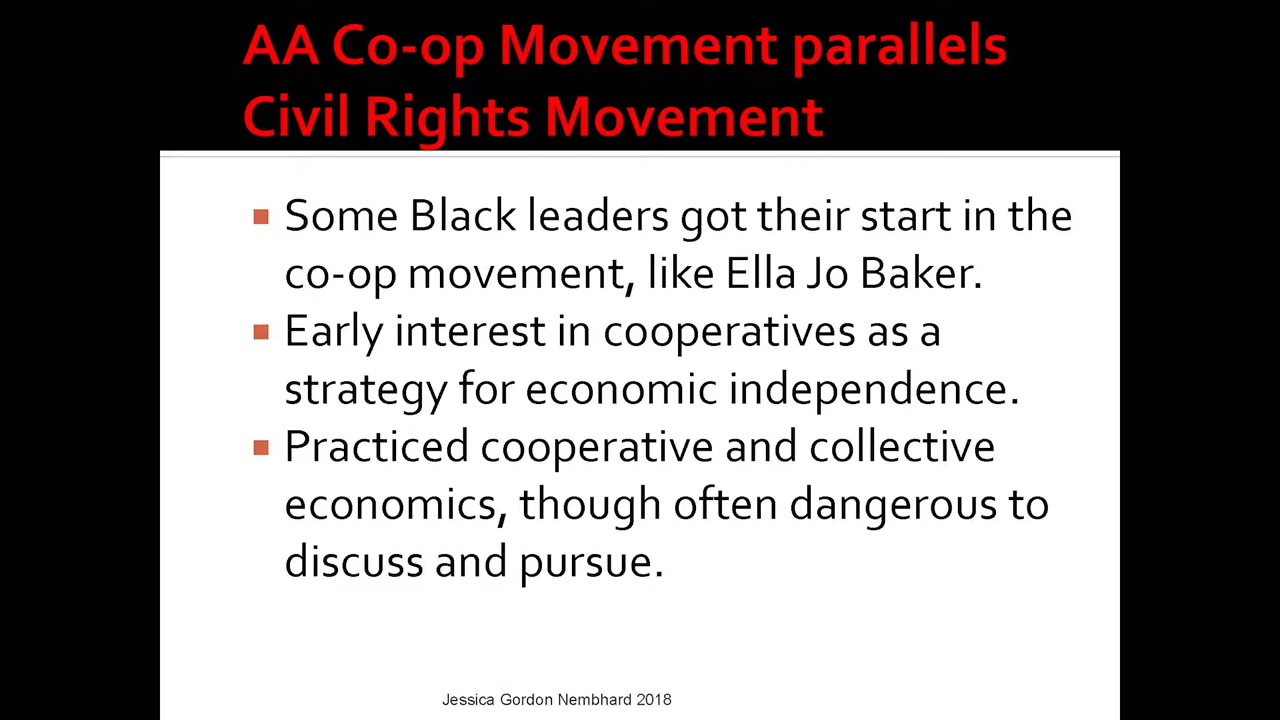 AA Co-op Movement parallels
Civil Rights Movement
Some Black leaders got their start in the
co-op movement, like Ella Jo Baker.
Early interest in cooperatives as a
strategy for economic independence.
Practiced cooperative and collective
economics, though often dangerous to
discuss and pursue.
Jessica Gordon Nembhard 2018